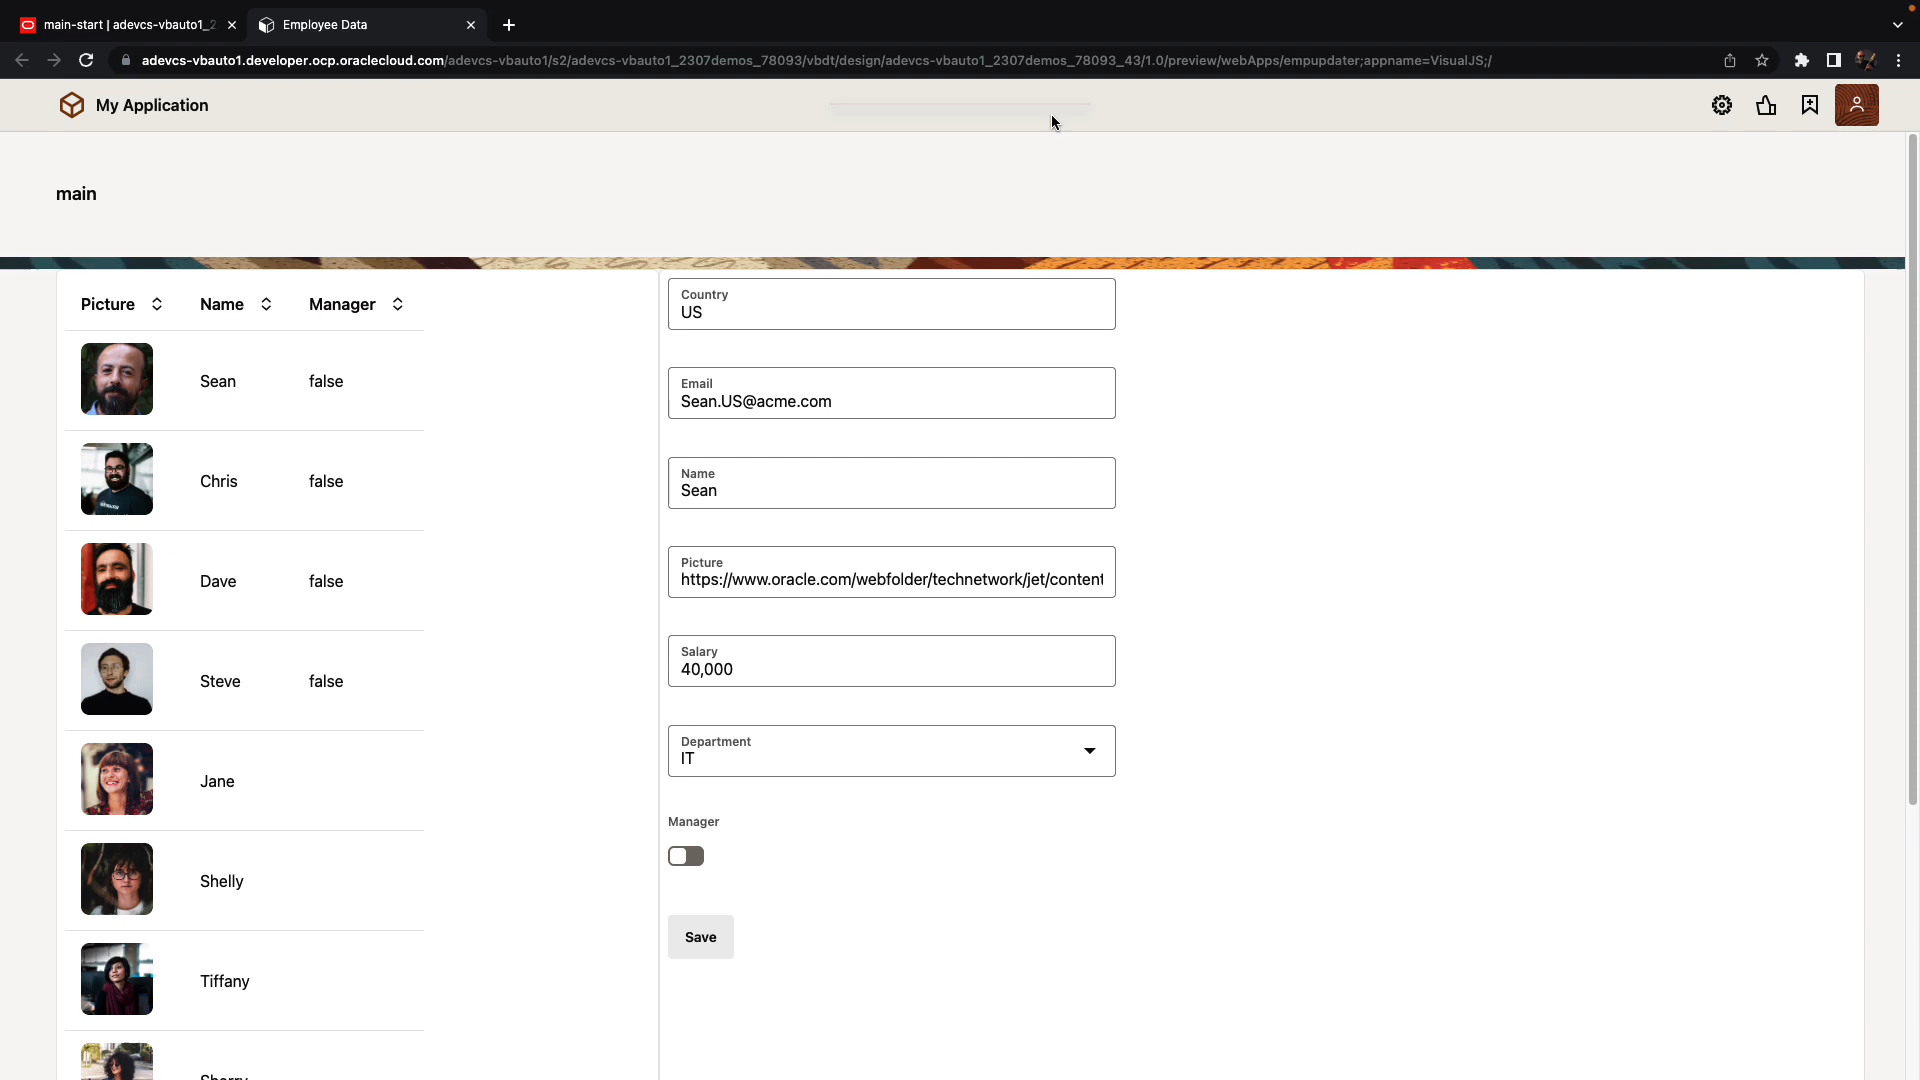 main-start | adevcs-vbauto1_2
Employee Data
adevcs-vbauto1.developer.ocp.oraclecloud.com/adevcs-vbauto1/s2/adevcs-vbauto1_2307demos_78093/vbdt/design/adevcs-vbauto1_2307demos_78093_43/1.0/preview/webApps/empupdater;appname=VisualJS;/
My Application
main
Picture Name Manager
Sean false
Chris false
Dave false
Steve false
Jane
Shelly
Tiffany
Country
US
Email
Sean.US@acme.com
Name
Sean
Picture
https://www.oracle.com/webfolder/technetwork/jet/content
Salary
40,000
Department
IT
Manager
Save